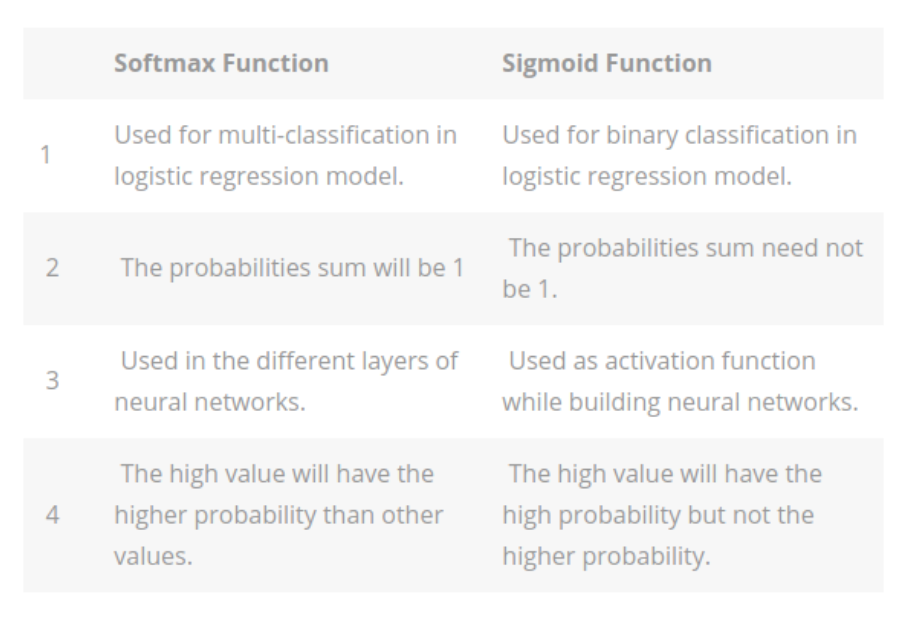 Softmax Function Sigmoid Function
1
Used for multi-classification in
logistic regression model.
Used for binary classification in
logistic regression model.
2
The probabilities sum will be 1
The probabilities sum need not
be 1.
3
Used in the different layers of
neural networks.
Used as activation function
while building neural networks.
4
The high value will have the
higher probability than other
values.
The high value will have the
high probability but not the
higher probability.